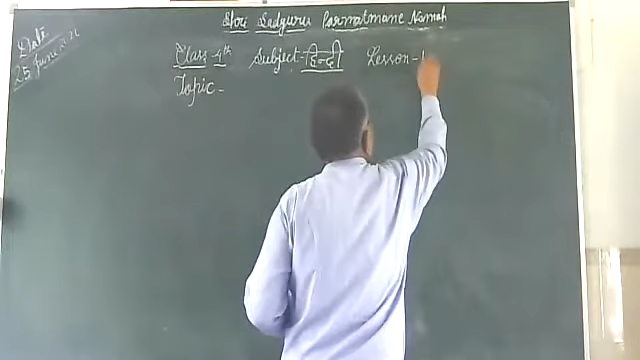 Shri Sadguru Parmatmane Namah
Date
25 June
Class 4th Subject - हिन्दी Lesson - 1
Topic -